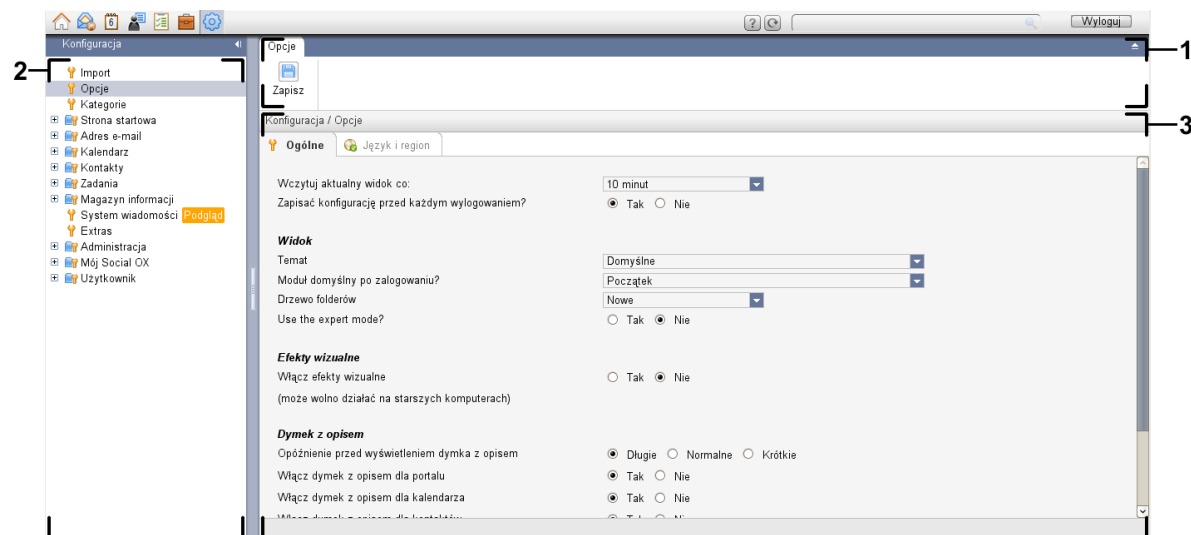 6
Wyloguj
Konfiguracja
Opcje
1
2
Import
Opcje
Kategorie
Strona startowa
Adres e-mail
Kalendarz
Kontakty
Zadania
Magazyn informacji
System wiadomości Podgląd
Extras
Administracja
Mój Social OX
Użytkownik
Zapisz
Konfiguracja / Opcje
3
Ogólne
Język i region
Wczytuj aktualny widok co: 10 minut
Zapisać konfigurację przed każdym wylogowaniem? Tak Nie
Widok
Temat Domyślne
Moduł domyślny po zalogowaniu? Początek
Drzewo folderów Nowe
Use the expert mode? Tak Nie
Efekty wizualne
Włącz efekty wizualne Tak Nie
(może wolno działać na starszych komputerach)
Dymek z opisem
Opóźnienie przed wyświetleniem dymka z opisem Długie Normalne Krótkie
Włącz dymek z opisem dla portalu Tak Nie
Włącz dymek z opisem dla kalendarza Tak Nie